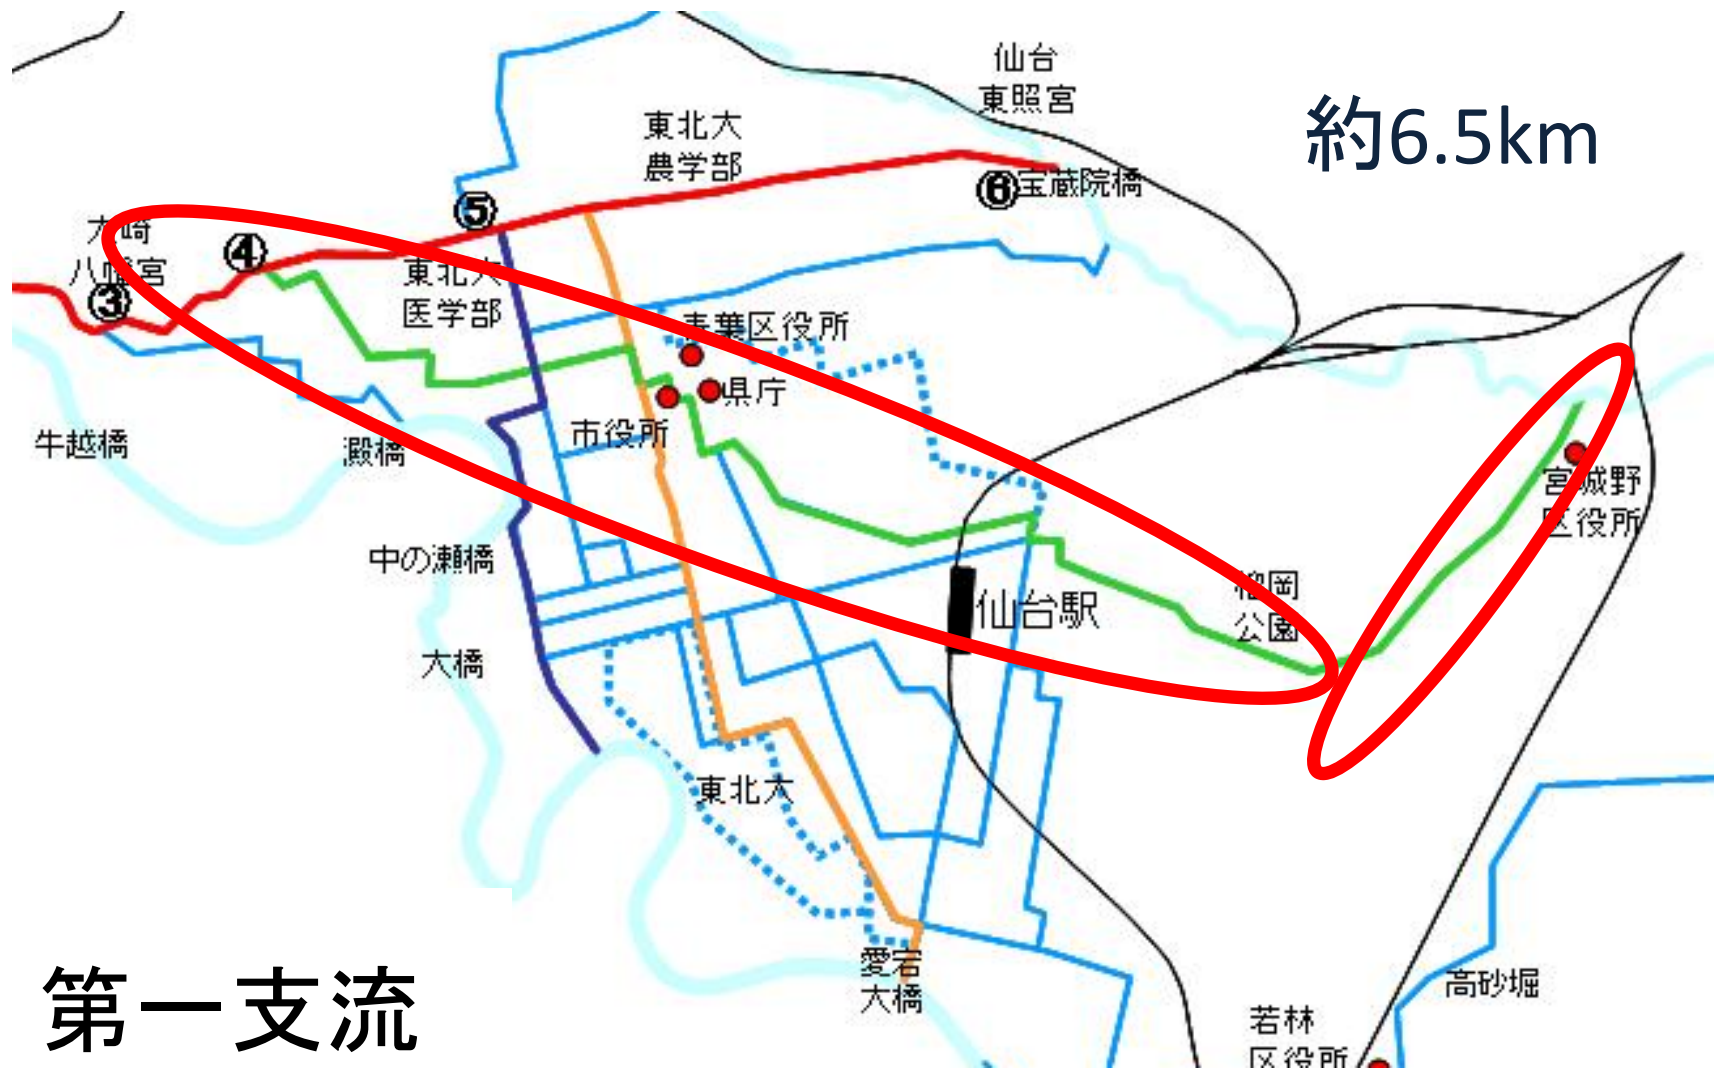 仙台
東照宮
約6.5km
東北大
農学部
⑥宝蔵院橋
⑤
大崎
八幡宮
④
③
東北大
医学部
青葉区役所
県庁
市役所
牛越橋
澱橋
宮城野
区役所
中の瀬橋
仙台駅
榴岡
公園
大橋
東北大
愛宕
大橋
高砂堀
若林
区役所
第一支流